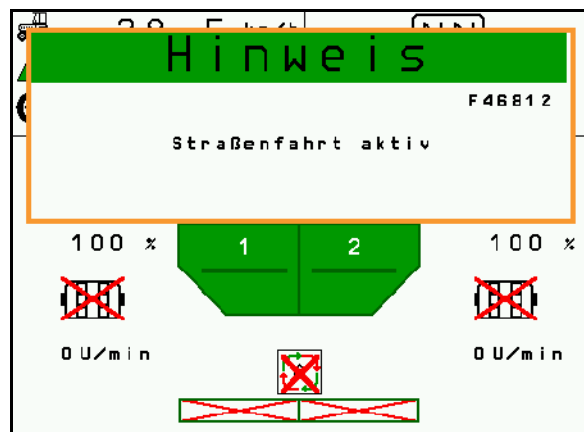 Hinweis
F46812
Straßenfahrt aktiv
100 %
1
2
100 %
0 U/min
0 U/min